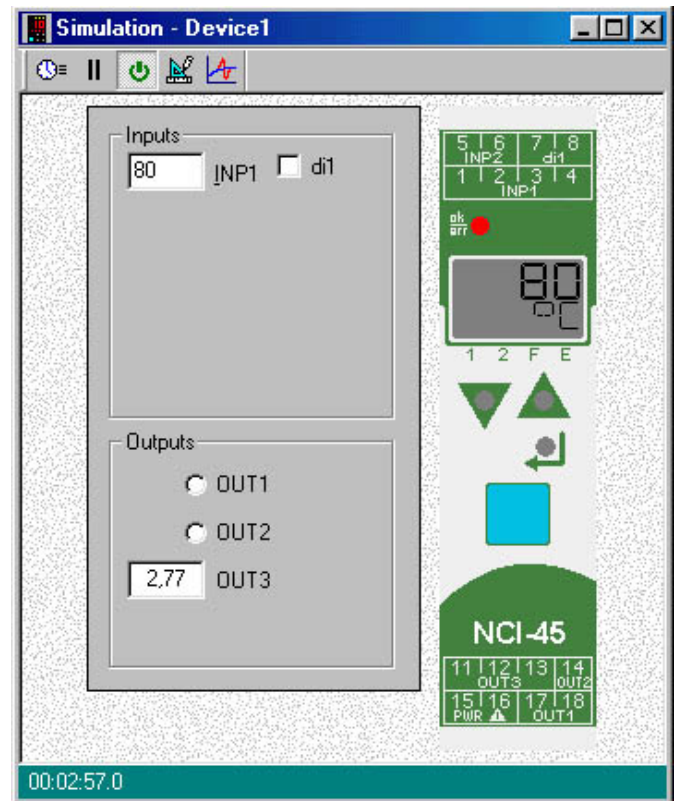 Simulation - Device1
Inputs
80 INP1 di1
Outputs
OUT1
OUT2
2,77 OUT3
5 6 7 8
INP2 di1
1 2 3 4
INP1
ok
err
80
°C
1 2 F E
NCI-45
11 12 13 14
OUT3 OUT2
15 16 17 18
PWR OUT1
00:02:57.0